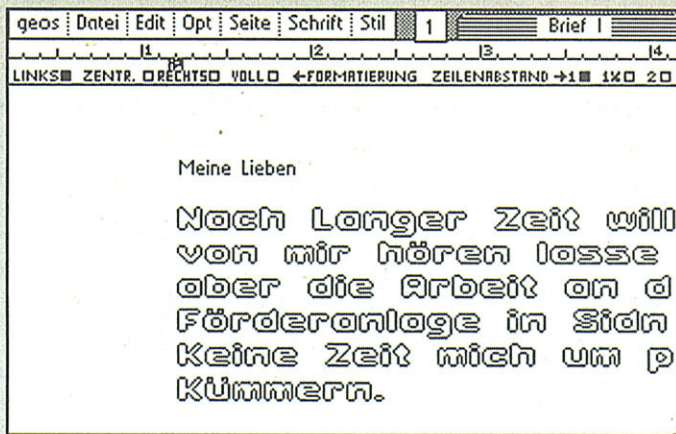 geos Datei Edit Opt Seite Schrift Stil 1 Brief I
1 2 3 4
LINKS ZENTR. RECHTS VOLL ←FORMATIERUNG ZEILENABSTAND →1 1½ 2
Meine Lieben
Nach Langer Zeit will
von mir hören lasse
aber die Arbeit an d
Förderanlage in Sidn
Keine Zeit mich um p
Kümmern.